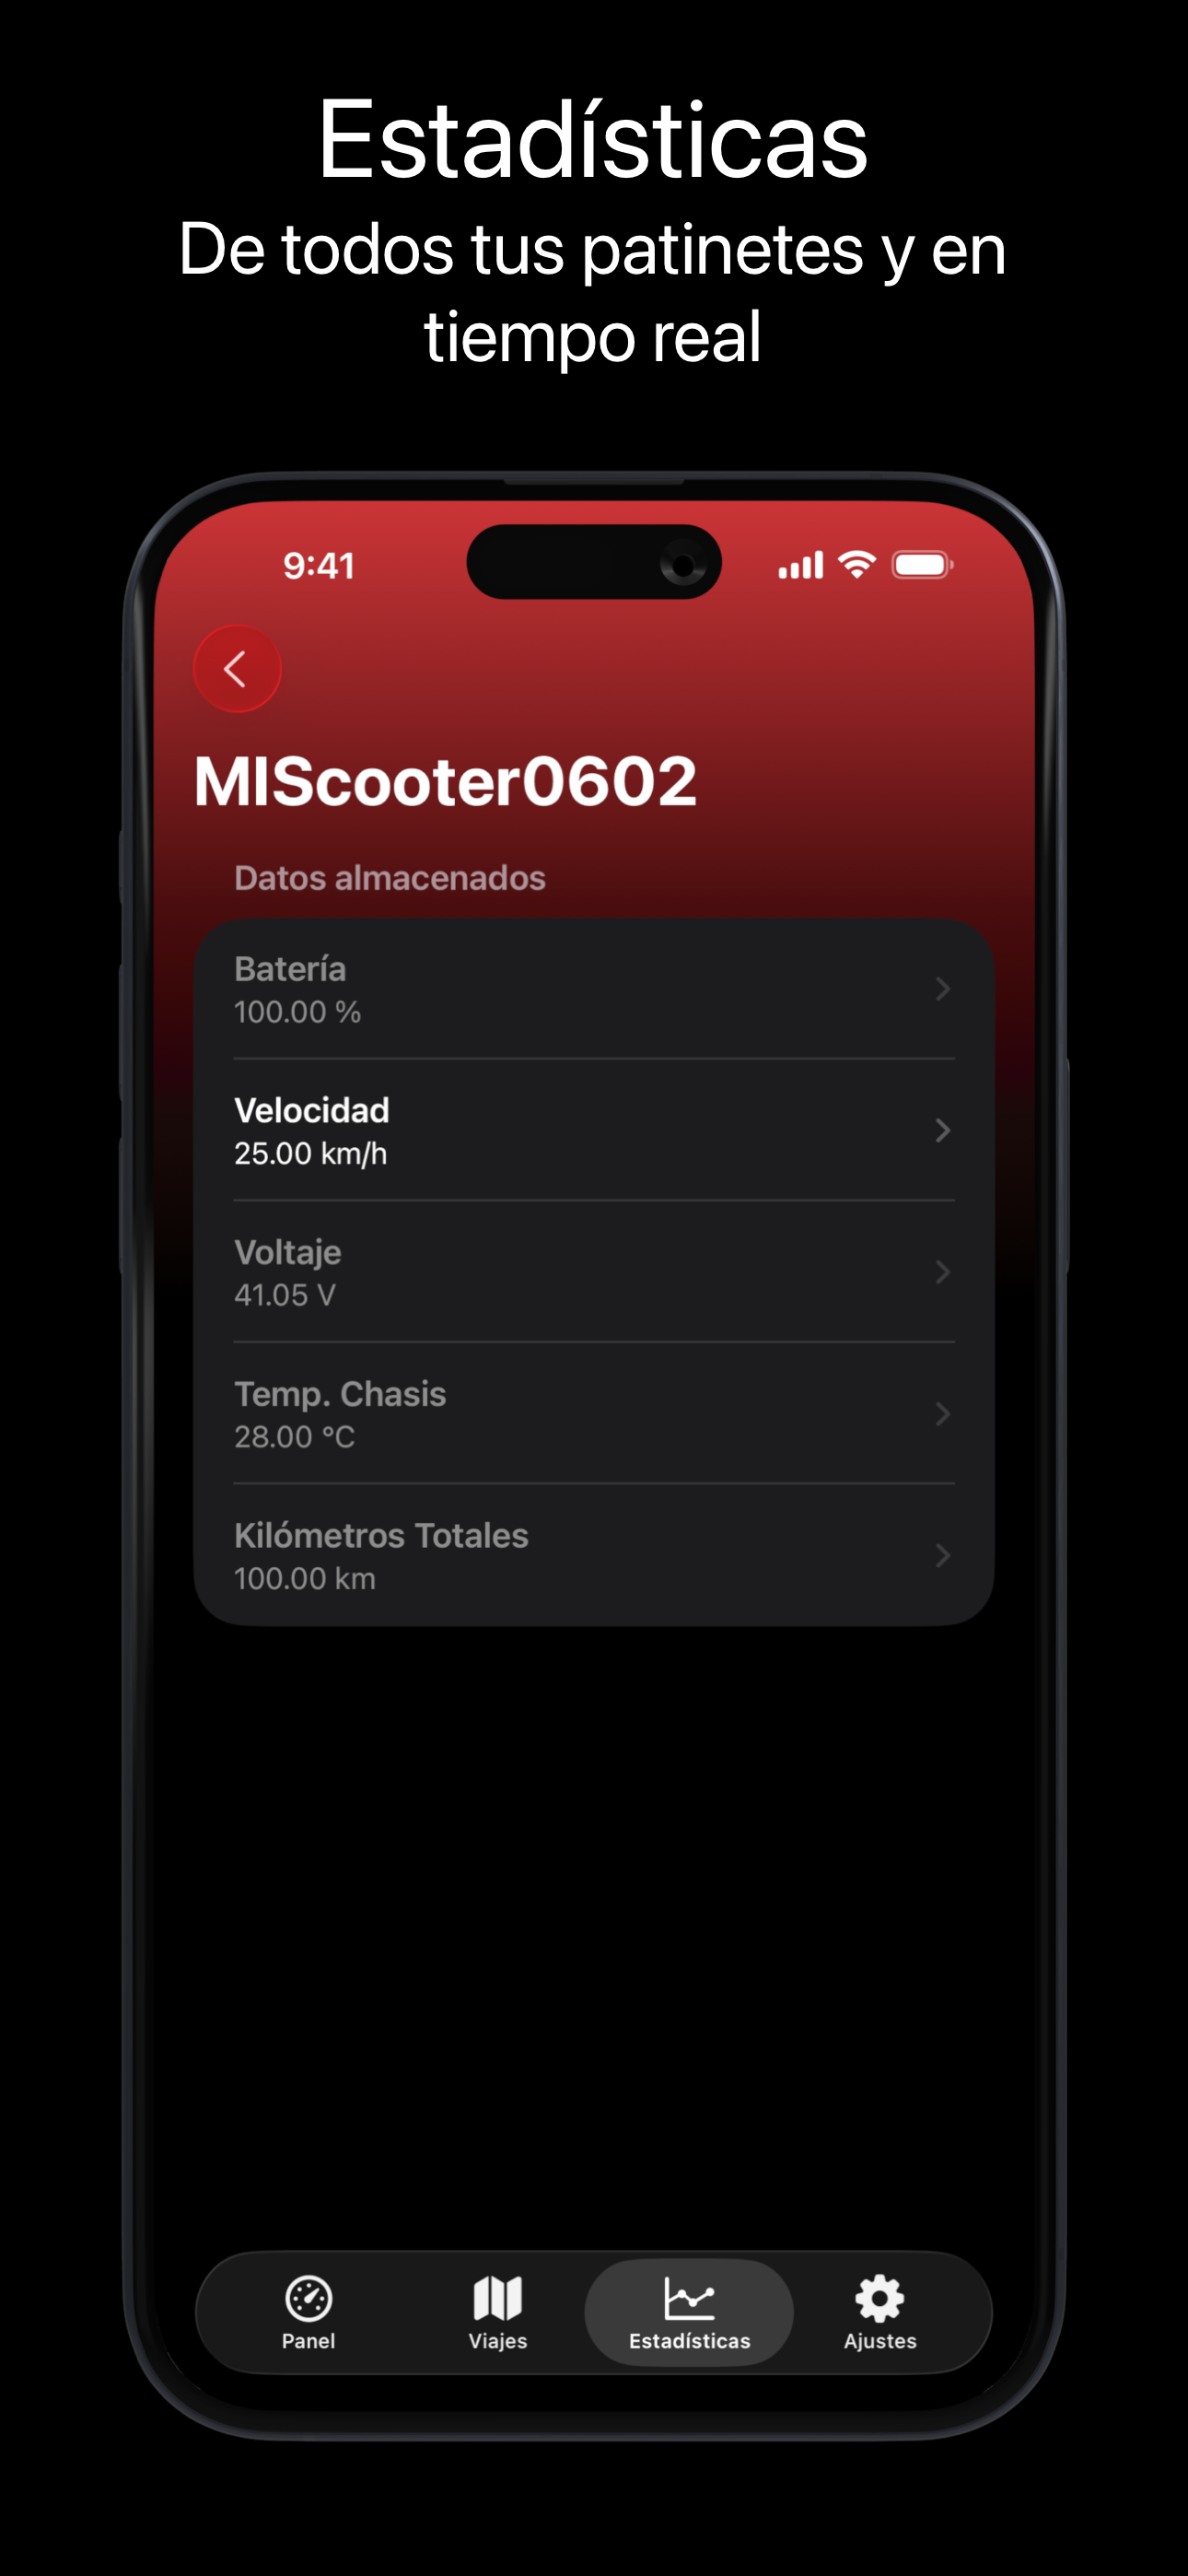 Estadísticas
De todos tus patinetes y en
tiempo real
9:41
MIScooter0602
Datos almacenados
Batería
100.00 %
Velocidad
25.00 km/h
Voltaje
41.05 V
Temp. Chasis
28.00 °C
Kilómetros Totales
100.00 km
Panel
Viajes
Estadísticas
Ajustes